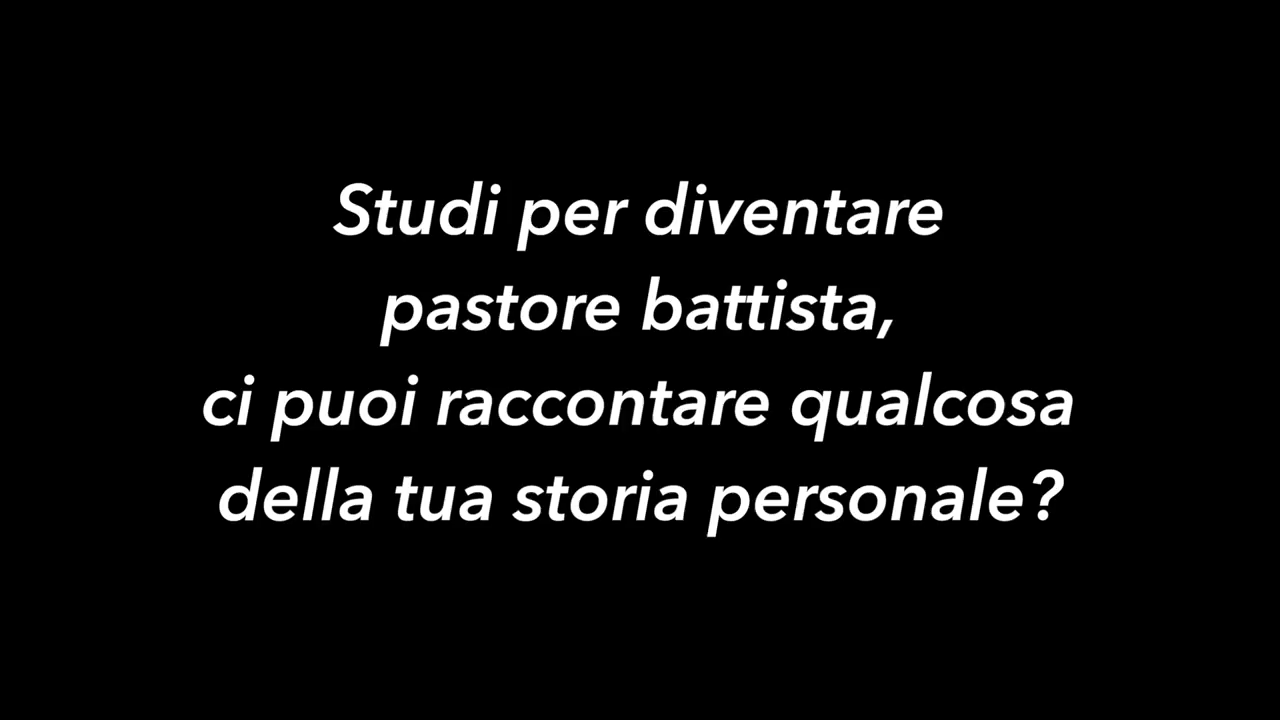 Studi per diventare
pastore battista,
ci puoi raccontare qualcosa
della tua storia personale?